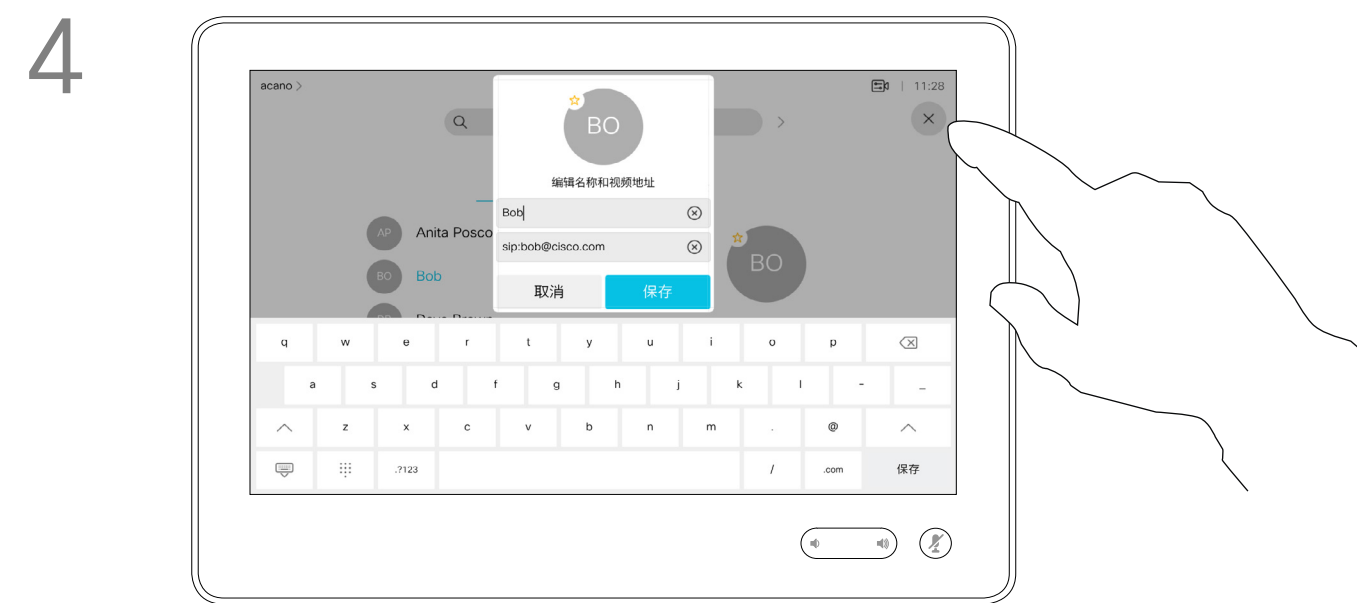 4
acano >
11:28
BO
编辑名称和视频地址
Bob
sip:bob@cisco.com
取消 保存
AP Anita Posco
BO Bob
BO
q w e r t y u i o p
a s d f g h j k l - _
z x c v b n m . @
.?123 / .com 保存